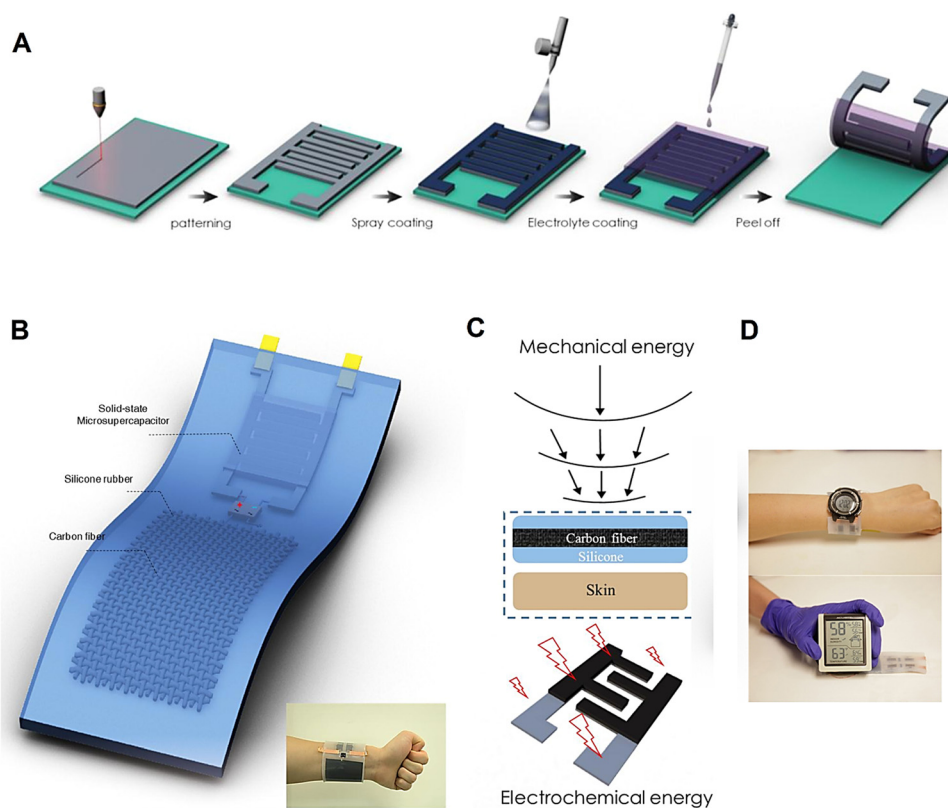 A
patterning
Spray coating
Electrolyte coating
Peel off
B
Solid-state
Microsupercapacitor
Silicone rubber
Carbon fiber
C
Mechanical energy
Carbon fiber
Silicone
Skin
Electrochemical energy
D
58
63